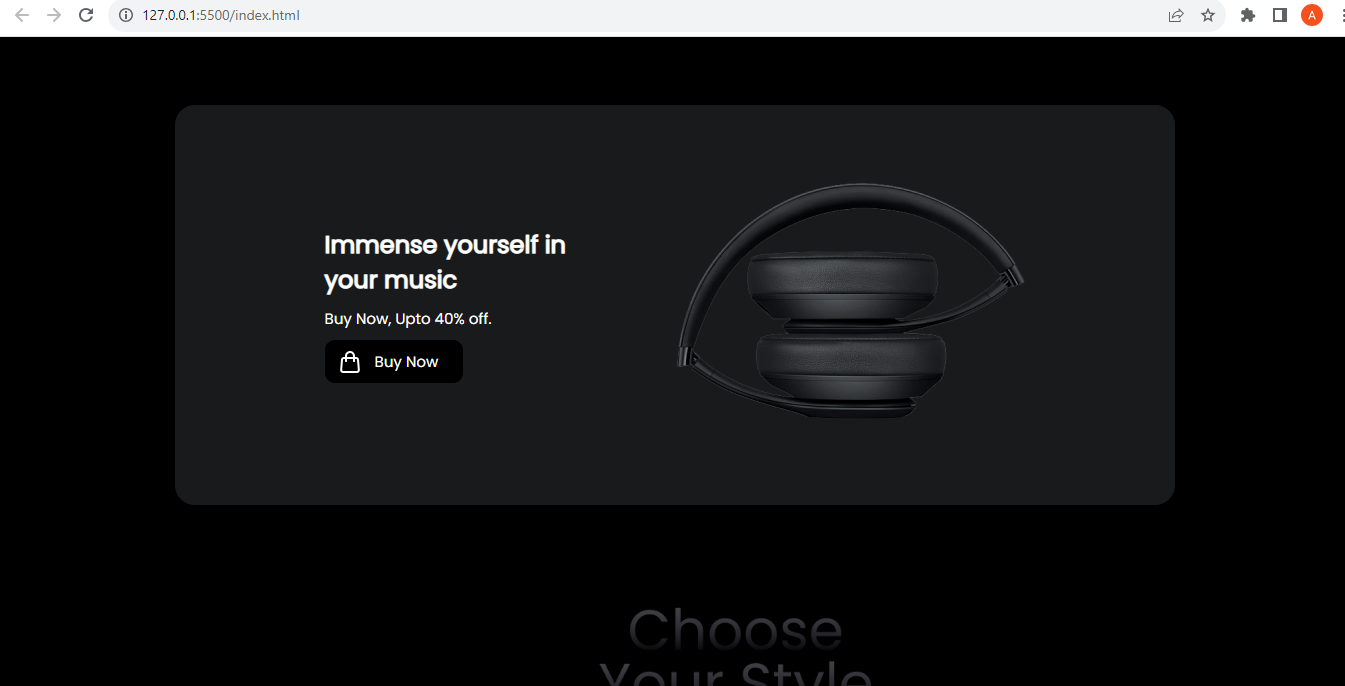 127.0.0.1:5500/index.html
A
Immense yourself in
your music
Buy Now, Upto 40% off.
Buy Now
Choose
Your Style